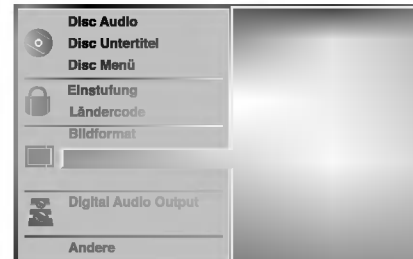 Disc Audio
Disc Untertitel
Disc Menü
Einstufung
Ländercode
Bildformat
Digital Audio Output
Andere